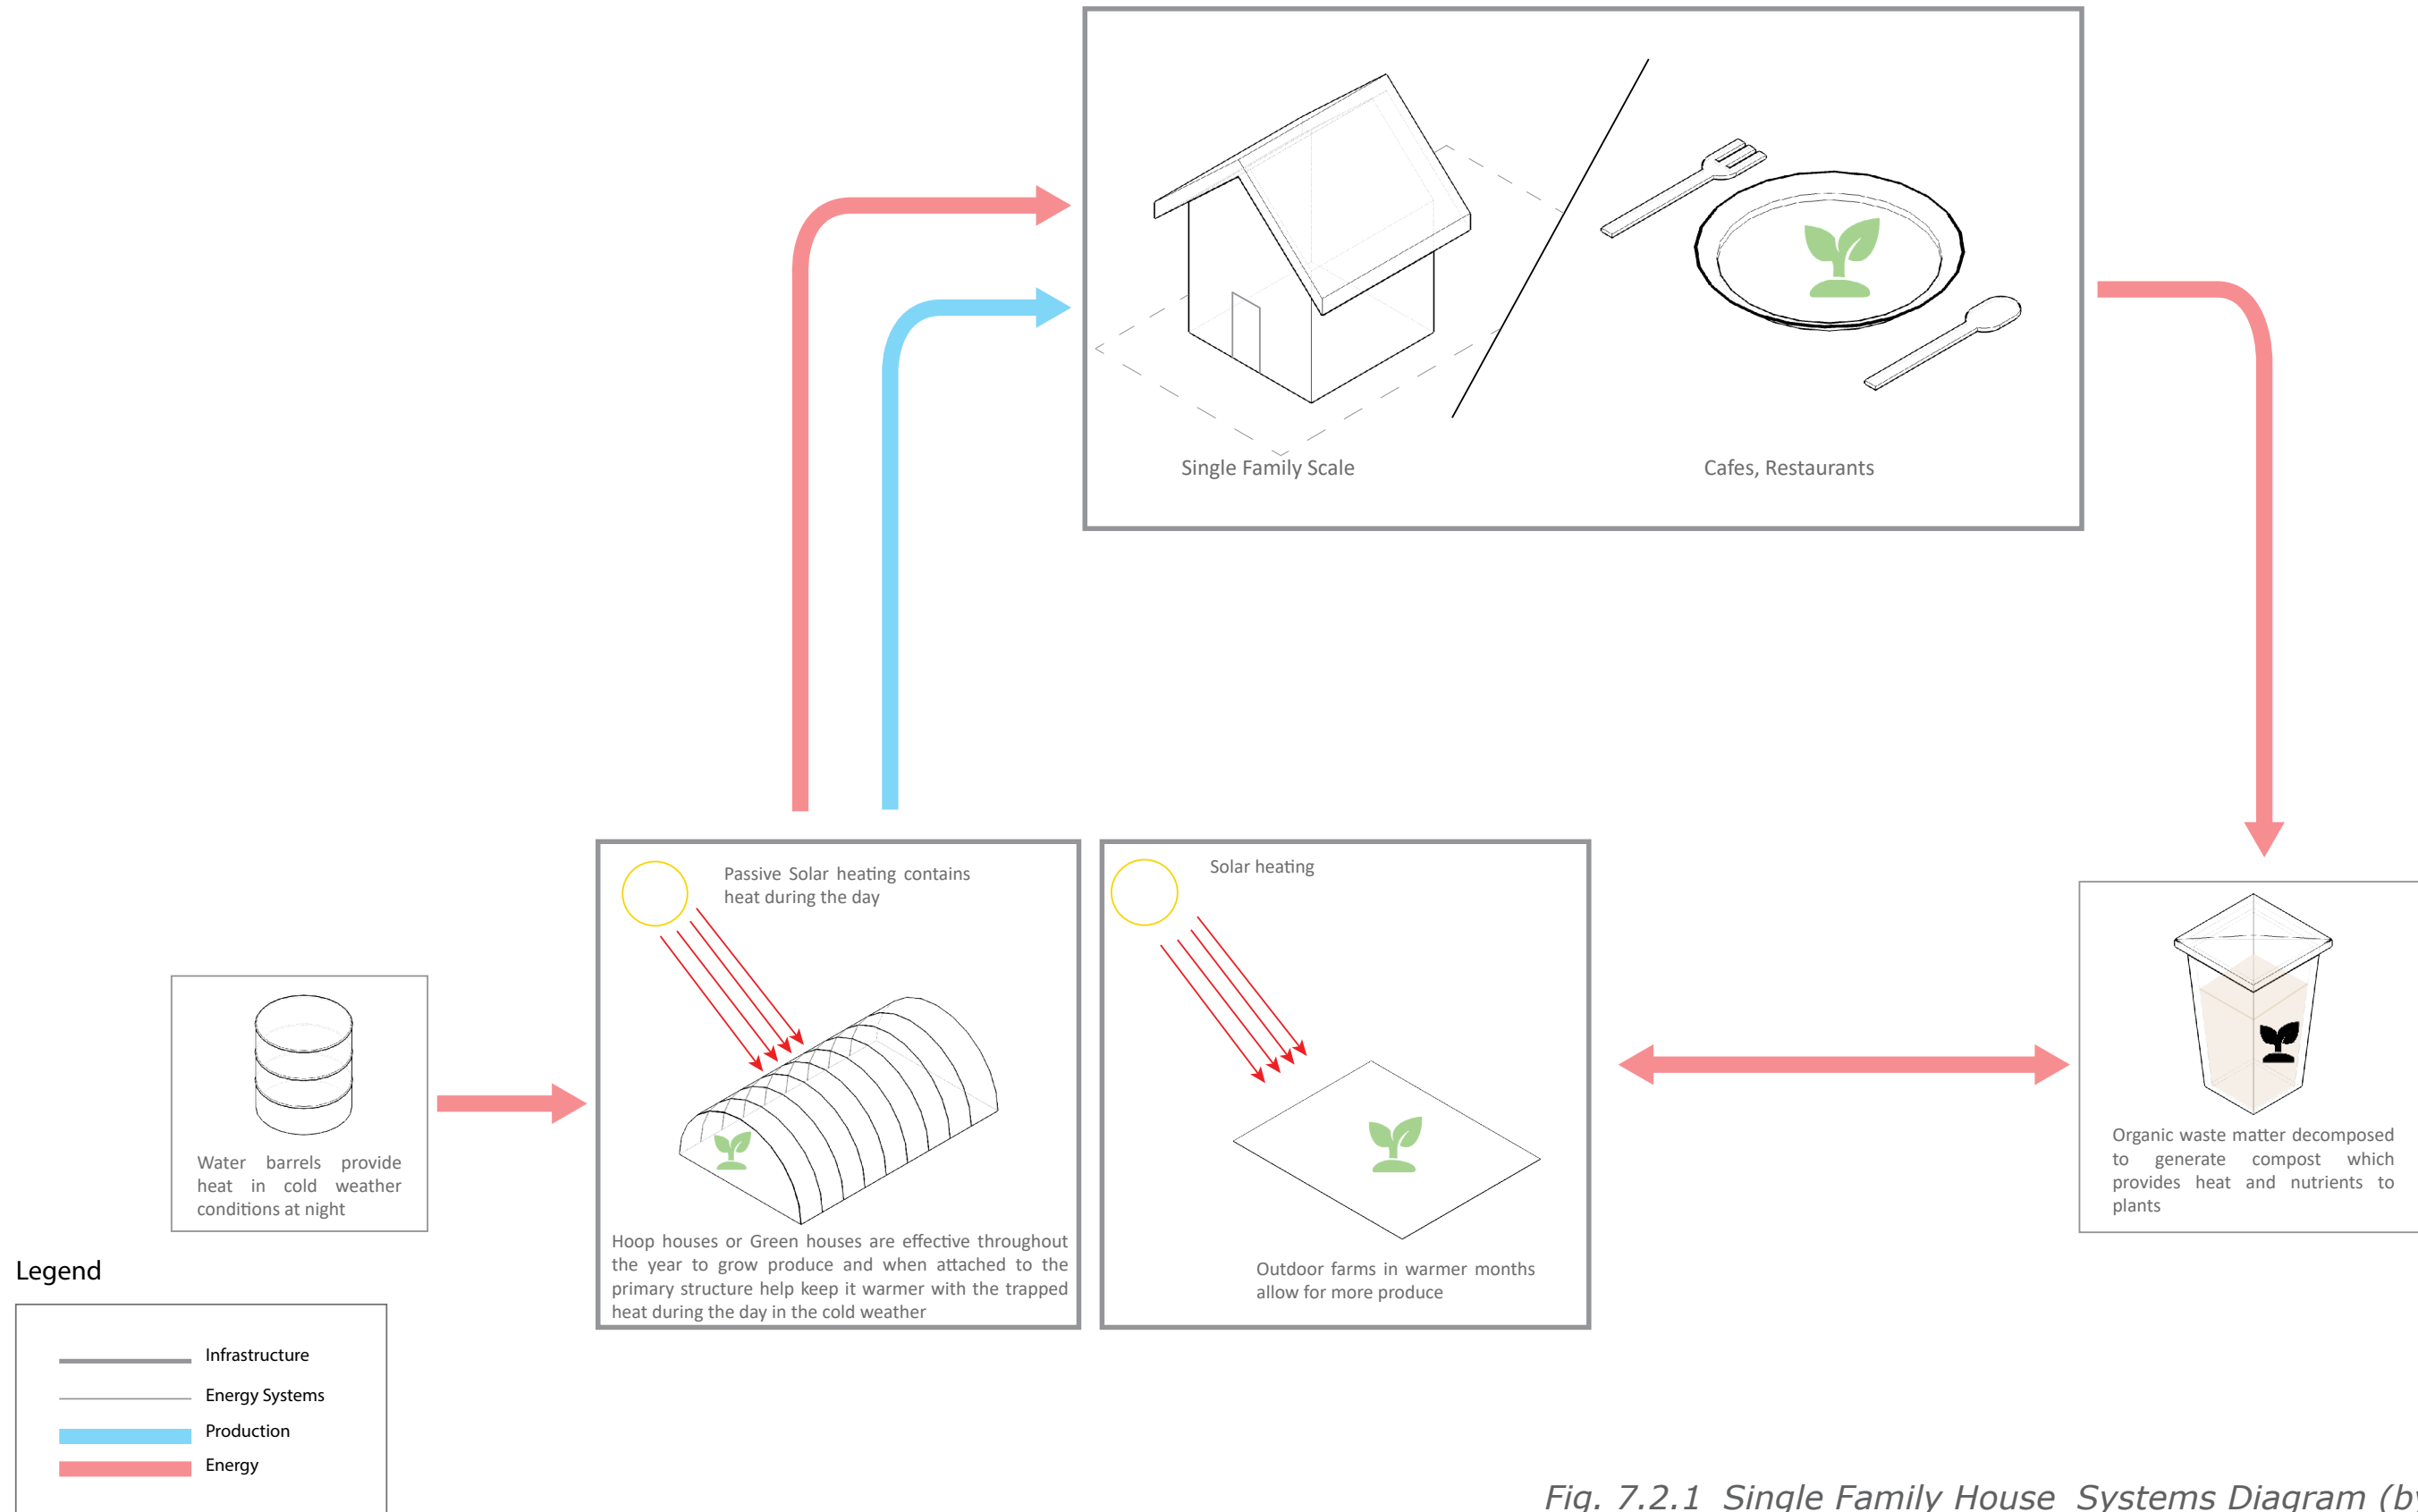 Single Family Scale
Cafes, Restaurants
Passive Solar heating contains
heat during the day
Solar heating
Water barrels provide
heat in cold weather
conditions at night
Hoop houses or Green houses are effective throughout
the year to grow produce and when attached to the
primary structure help keep it warmer with the trapped
heat during the day in the cold weather
Outdoor farms in warmer months
allow for more produce
Organic waste matter decomposed
to generate compost which
provides heat and nutrients to
plants
Legend
Infrastructure
Energy Systems
Production
Energy
Fig. 7.2.1 Single Family House Systems Diagram (by